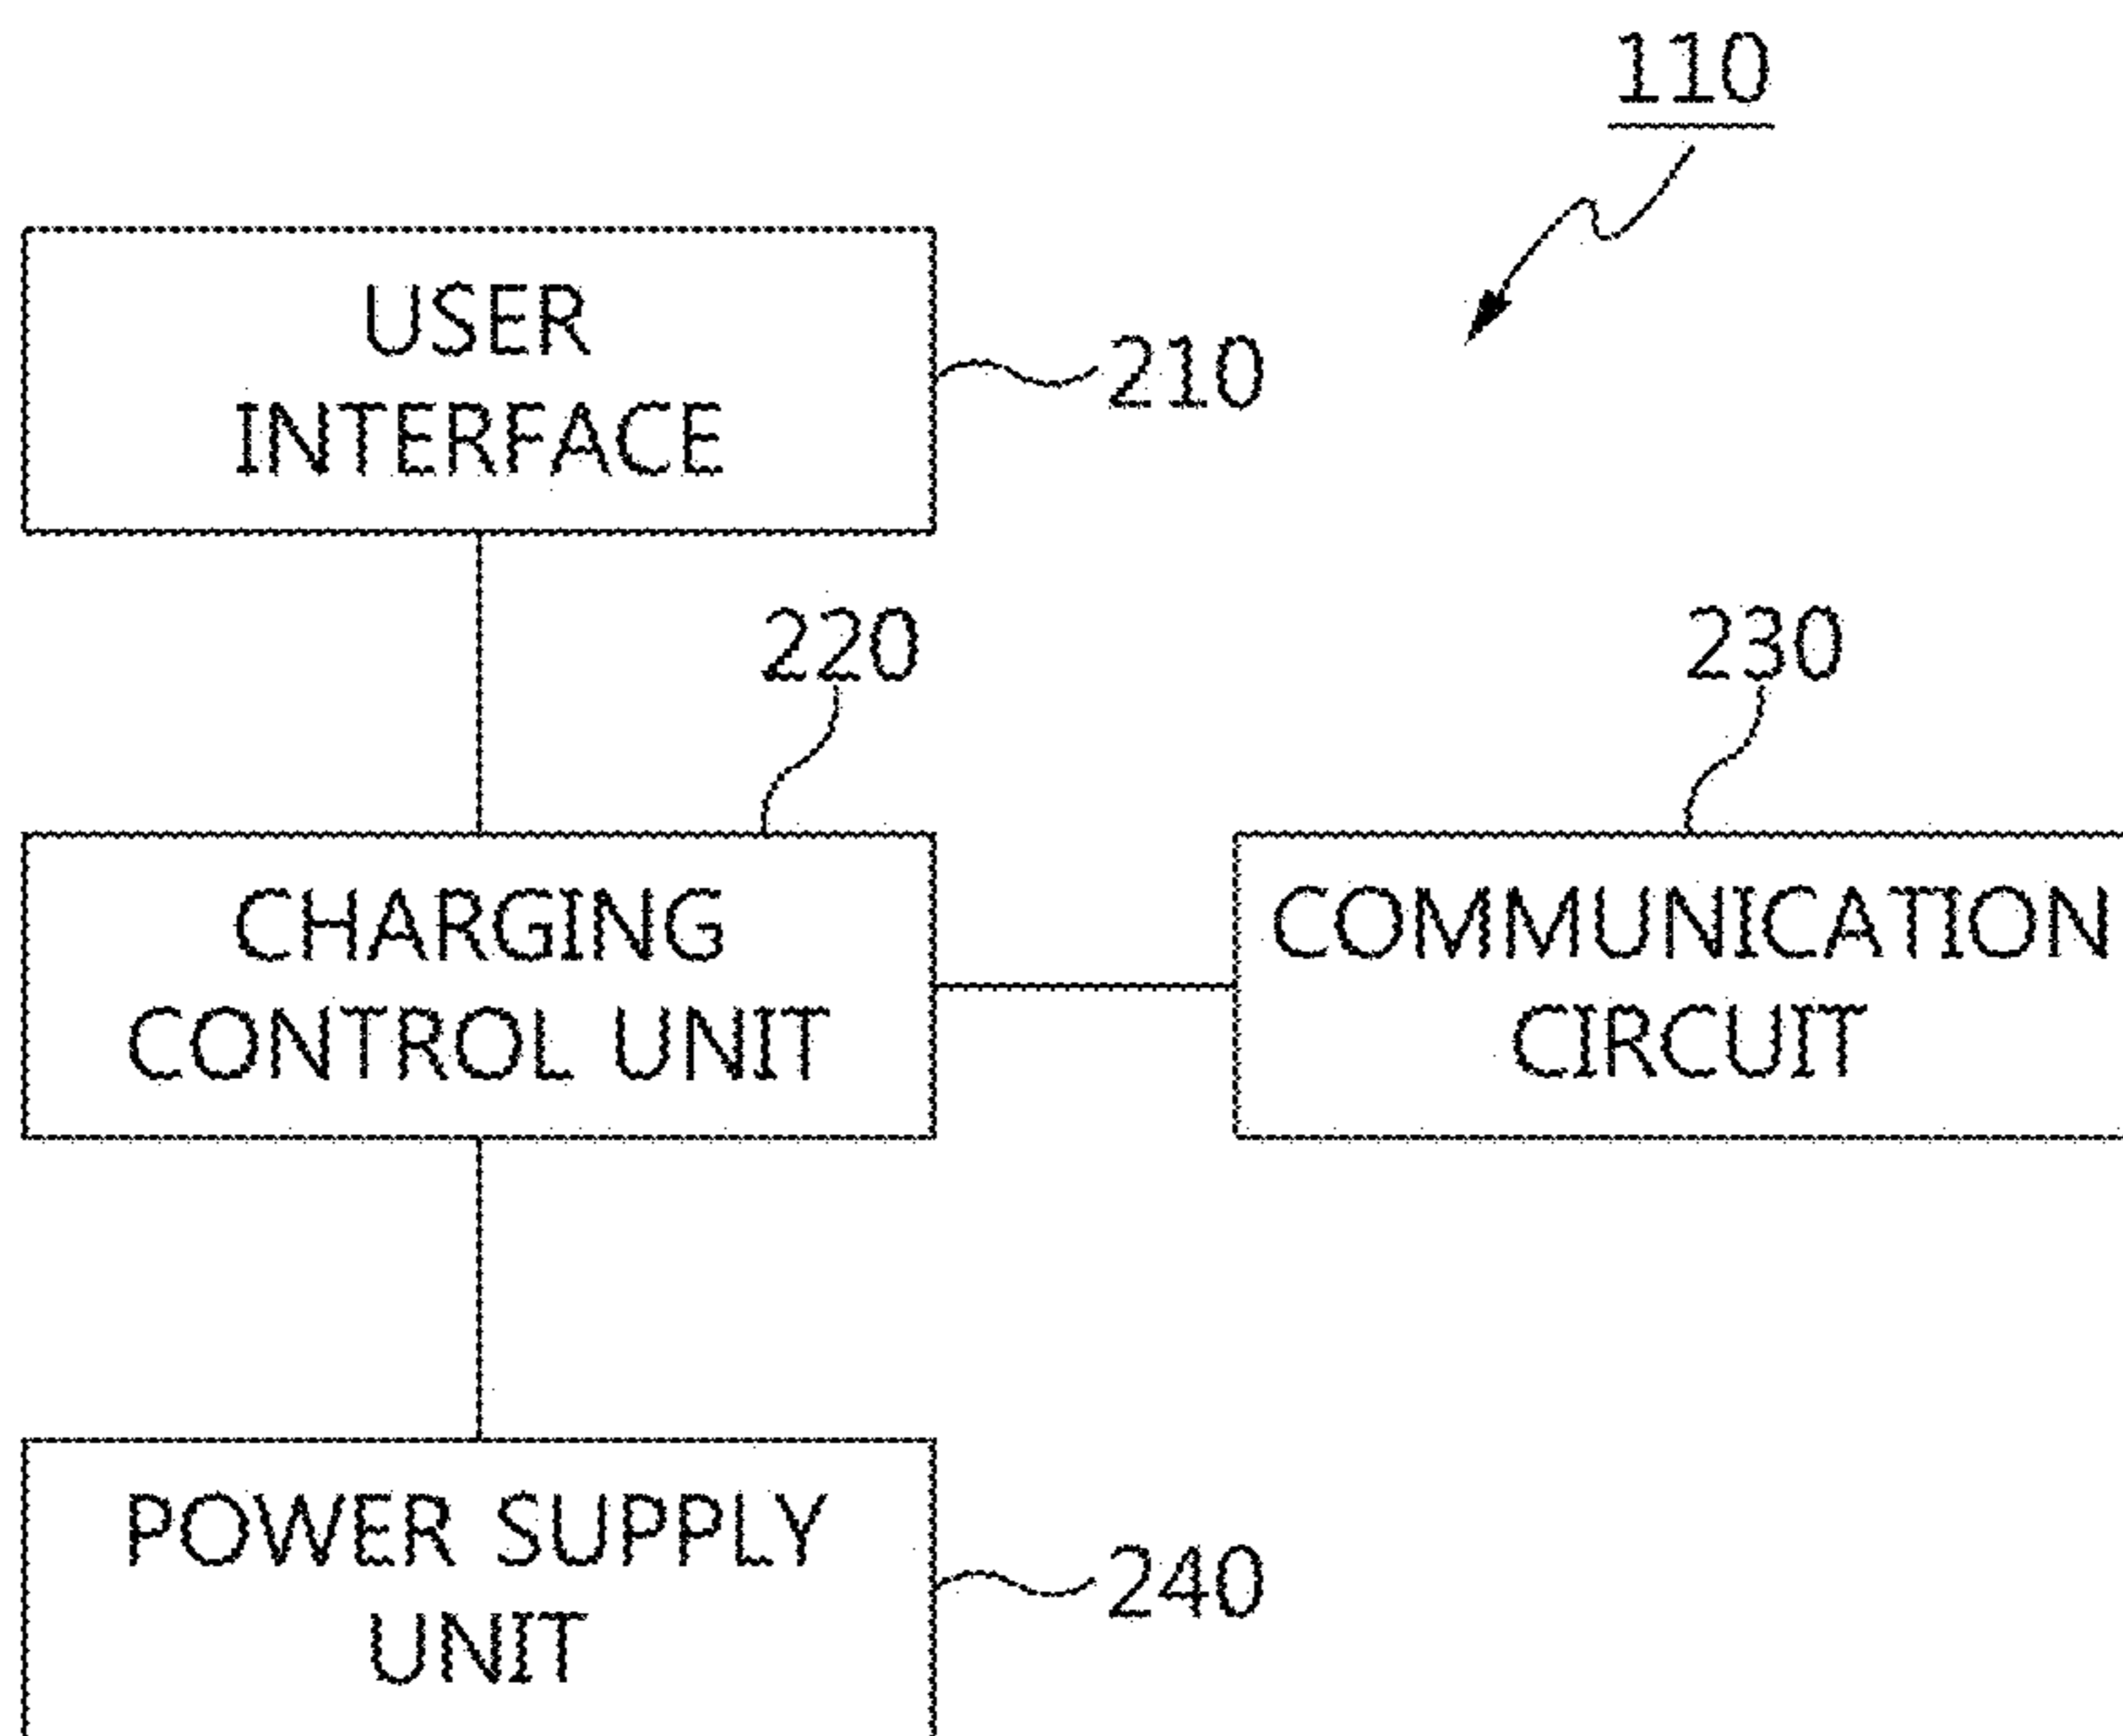 110
USER
INTERFACE
210
220
230
CHARGING
CONTROL UNIT
COMMUNICATION
CIRCUIT
POWER SUPPLY
UNIT
240